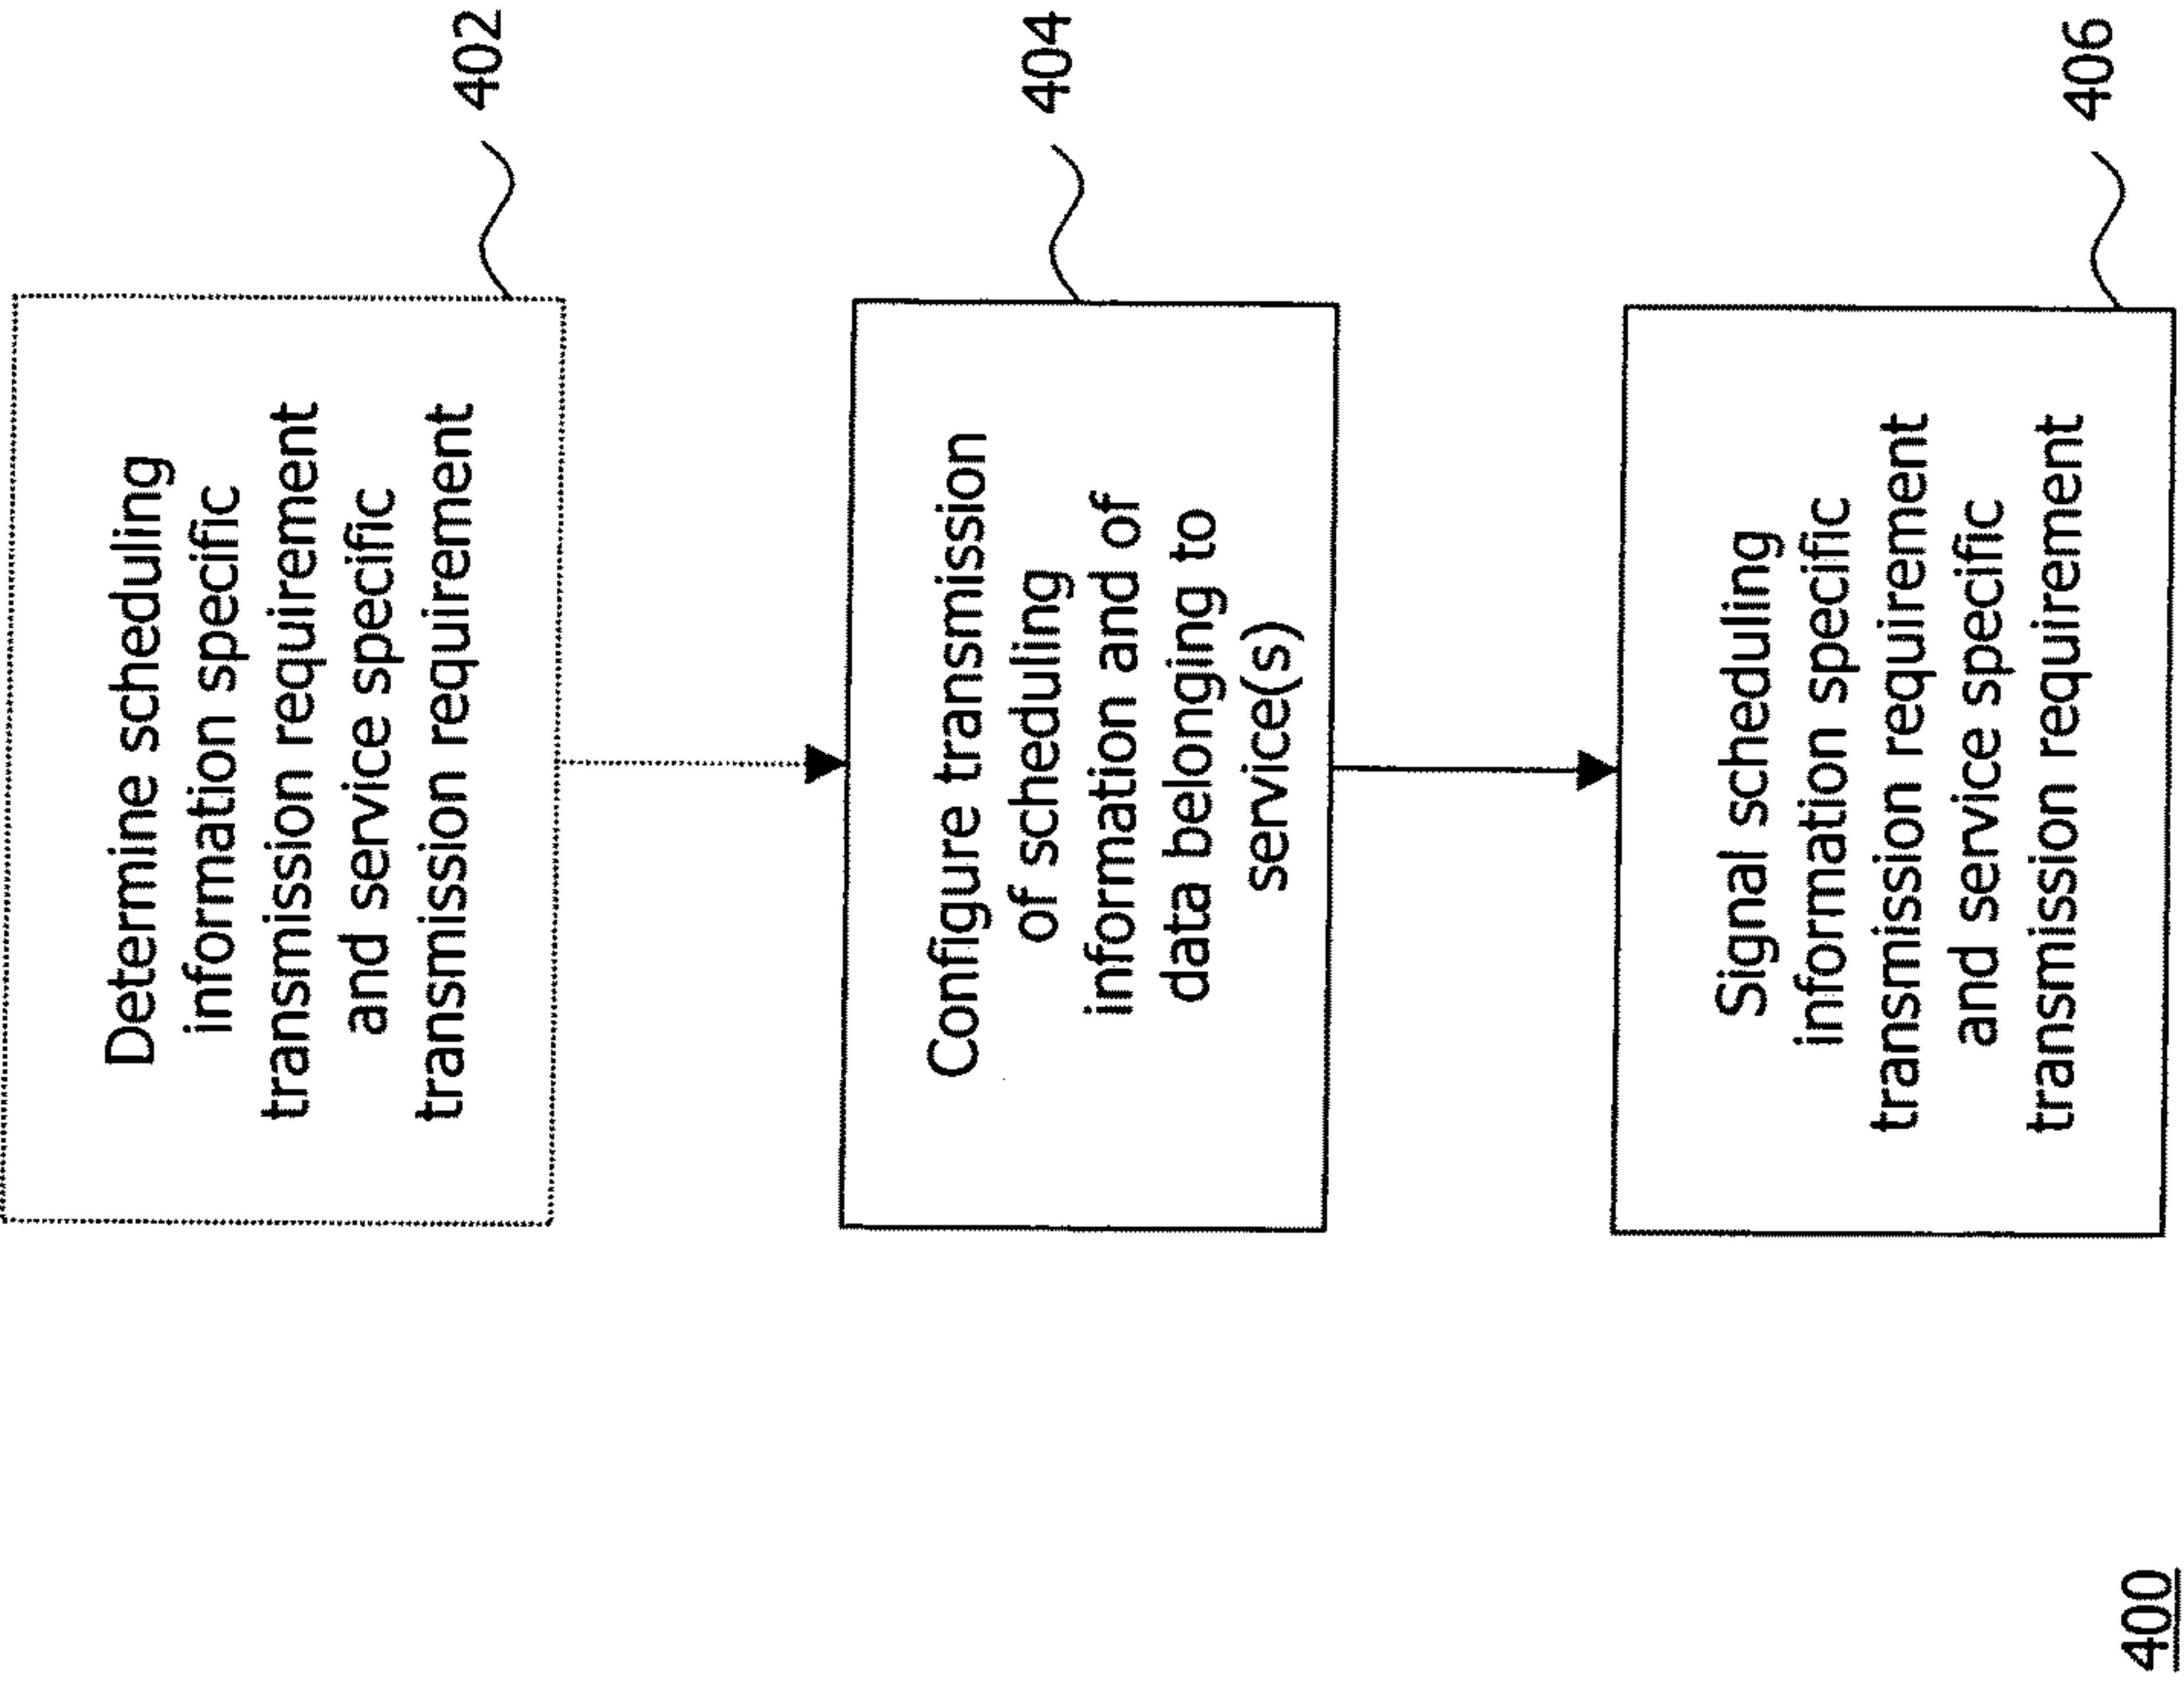 Determine scheduling
information specific
transmission requirement
and service specific
transmission requirement
402
Configure transmission
of scheduling
information and of
data belonging to
service(s)
404
Signal scheduling
information specific
transmission requirement
and service specific
transmission requirement
406
400